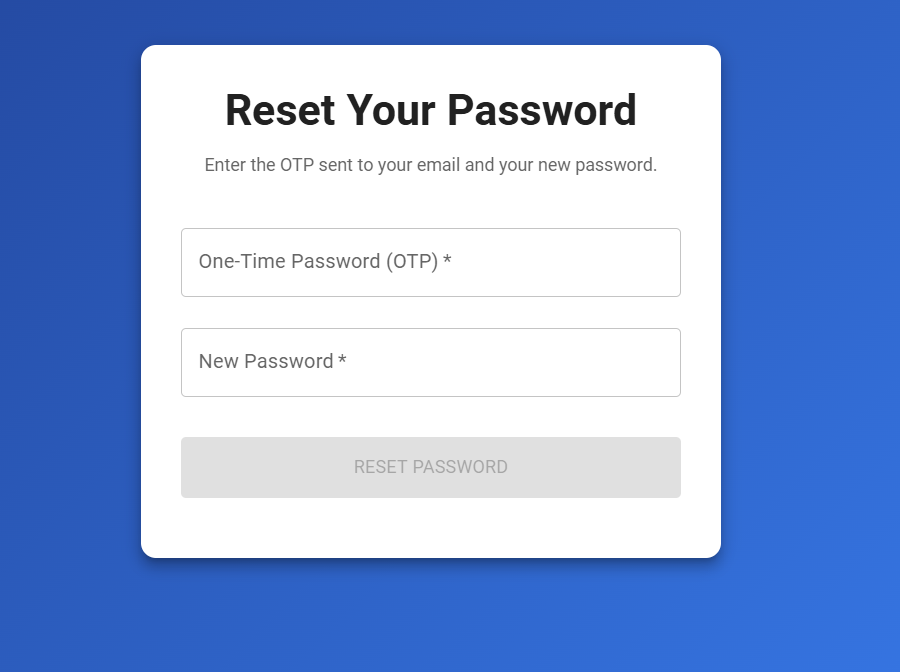 Reset Your Password
Enter the OTP sent to your email and your new password.
One-Time Password (OTP) *
New Password *
RESET PASSWORD